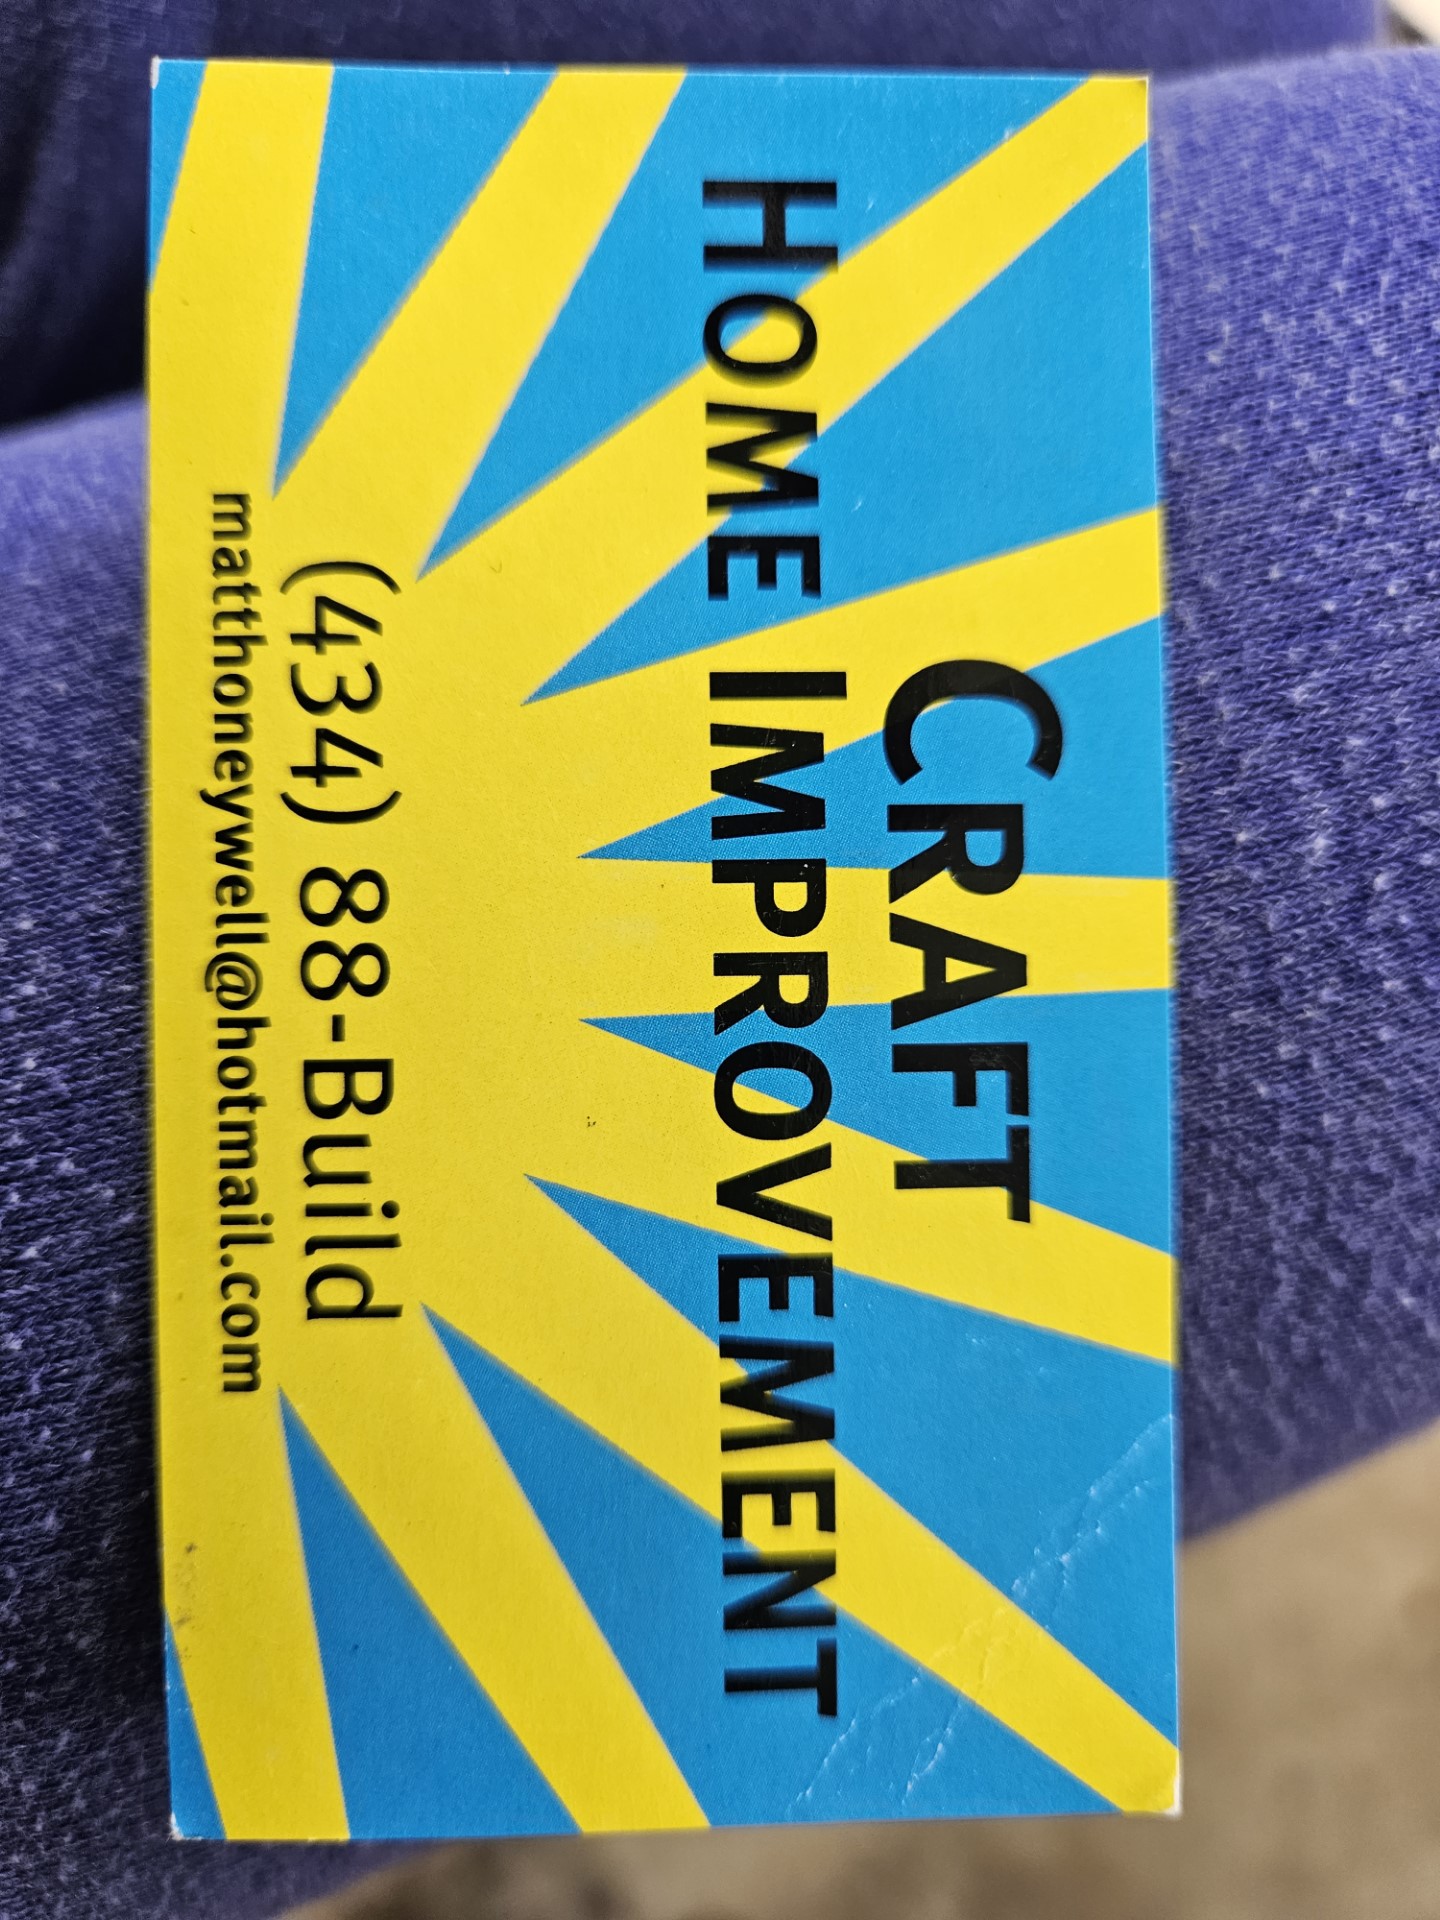 CRAFT
HOME IMPROVEMENT
(434) 88-Build
matthoneywell@hotmail.com